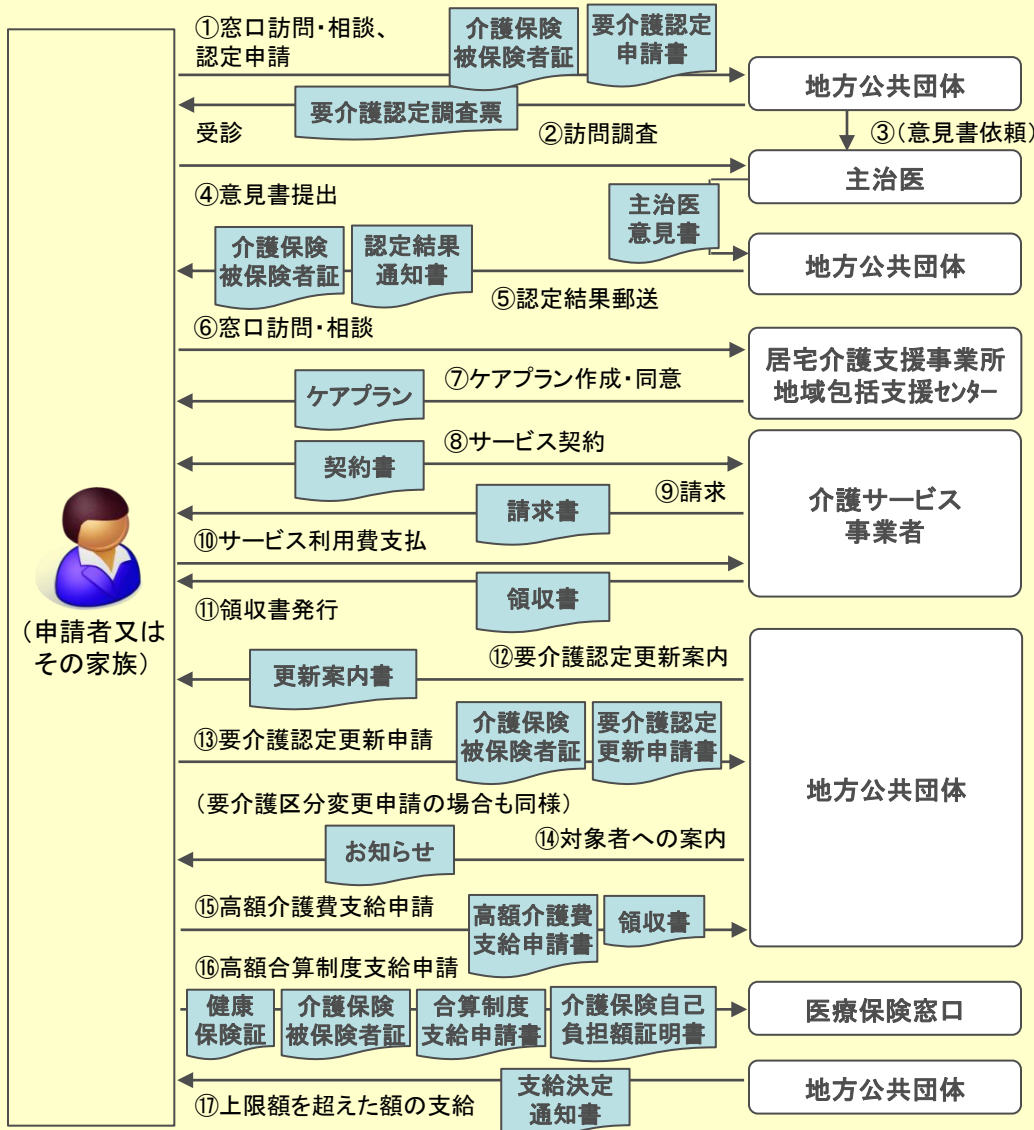 ①窓口訪問・相談、
認定申請
介護保険
被保険者証
要介護認定
申請書
地方公共団体
要介護認定調査票
受診
②訪問調査
③(意見書依頼)
主治医
④意見書提出
主治医
意見書
介護保険
被保険者証
認定結果
通知書
地方公共団体
⑤認定結果郵送
⑥窓口訪問・相談
居宅介護支援事業所
地域包括支援センター
⑦ケアプラン作成・同意
ケアプラン
⑧サービス契約
契約書
⑨請求
請求書
介護サービス
事業者
⑩サービス利用費支払
⑪領収書発行
領収書
(申請者又は
その家族)
⑫要介護認定更新案内
更新案内書
⑬要介護認定更新申請
介護保険
被保険者証
要介護認定
更新申請書
地方公共団体
(要介護区分変更申請の場合も同様)
⑭対象者への案内
お知らせ
⑮高額介護費支給申請
高額介護費
支給申請書
領収書
⑯高額合算制度支給申請
健康
保険証
介護保険
被保険者証
合算制度
支給申請書
介護保険自己
負担額証明書
医療保険窓口
支給決定
通知書
地方公共団体
⑰上限額を超えた額の支給